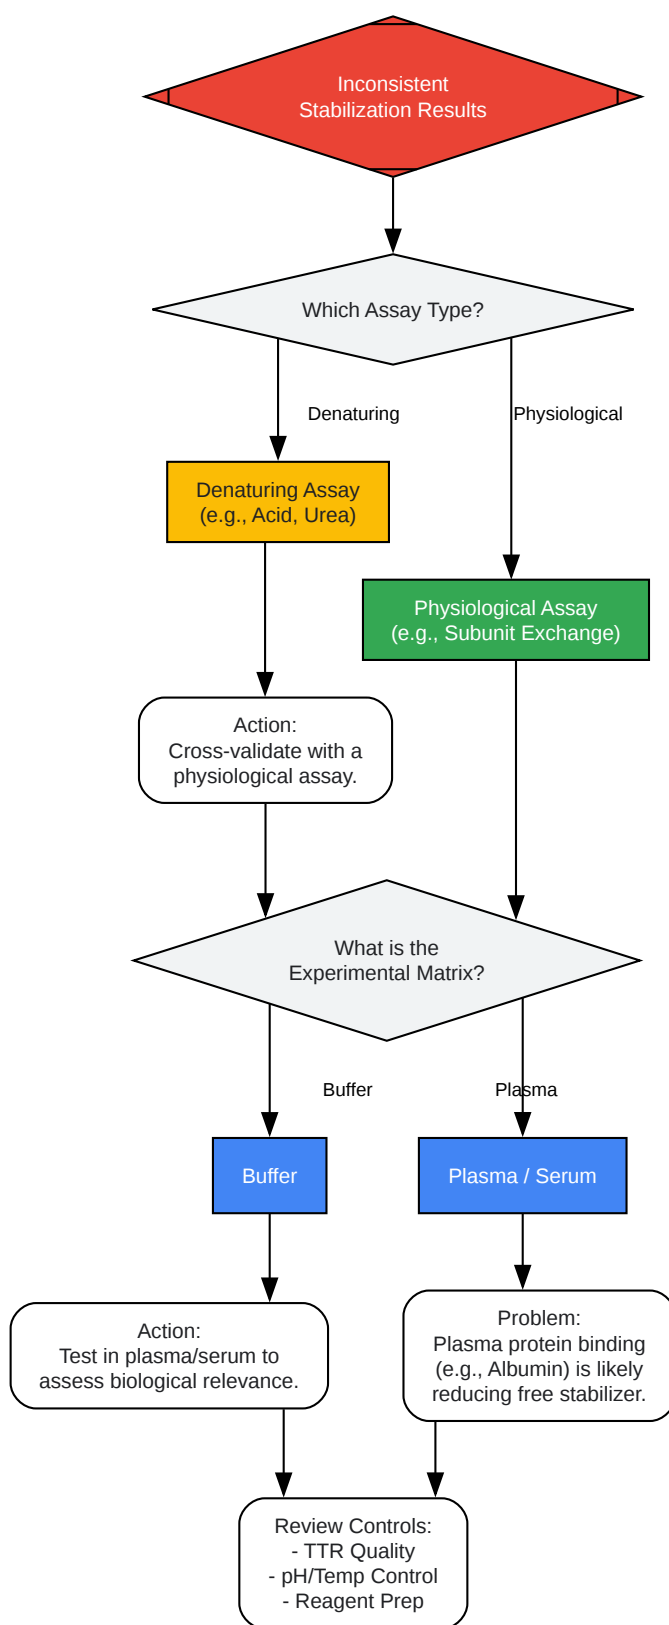 Inconsistent
Stabilization Results
Which Assay Type?
Denaturing
Physiological
Denaturing Assay
(e.g., Acid, Urea)
Physiological Assay
(e.g., Subunit Exchange)
Action:
Cross-validate with a
physiological assay.
What is the
Experimental Matrix?
Buffer
Plasma
Buffer
Plasma / Serum
Action:
Test in plasma/serum to
assess biological relevance.
Problem:
Plasma protein binding
(e.g., Albumin) is likely
reducing free stabilizer.
Review Controls:
- TTR Quality
- pH/Temp Control
- Reagent Prep